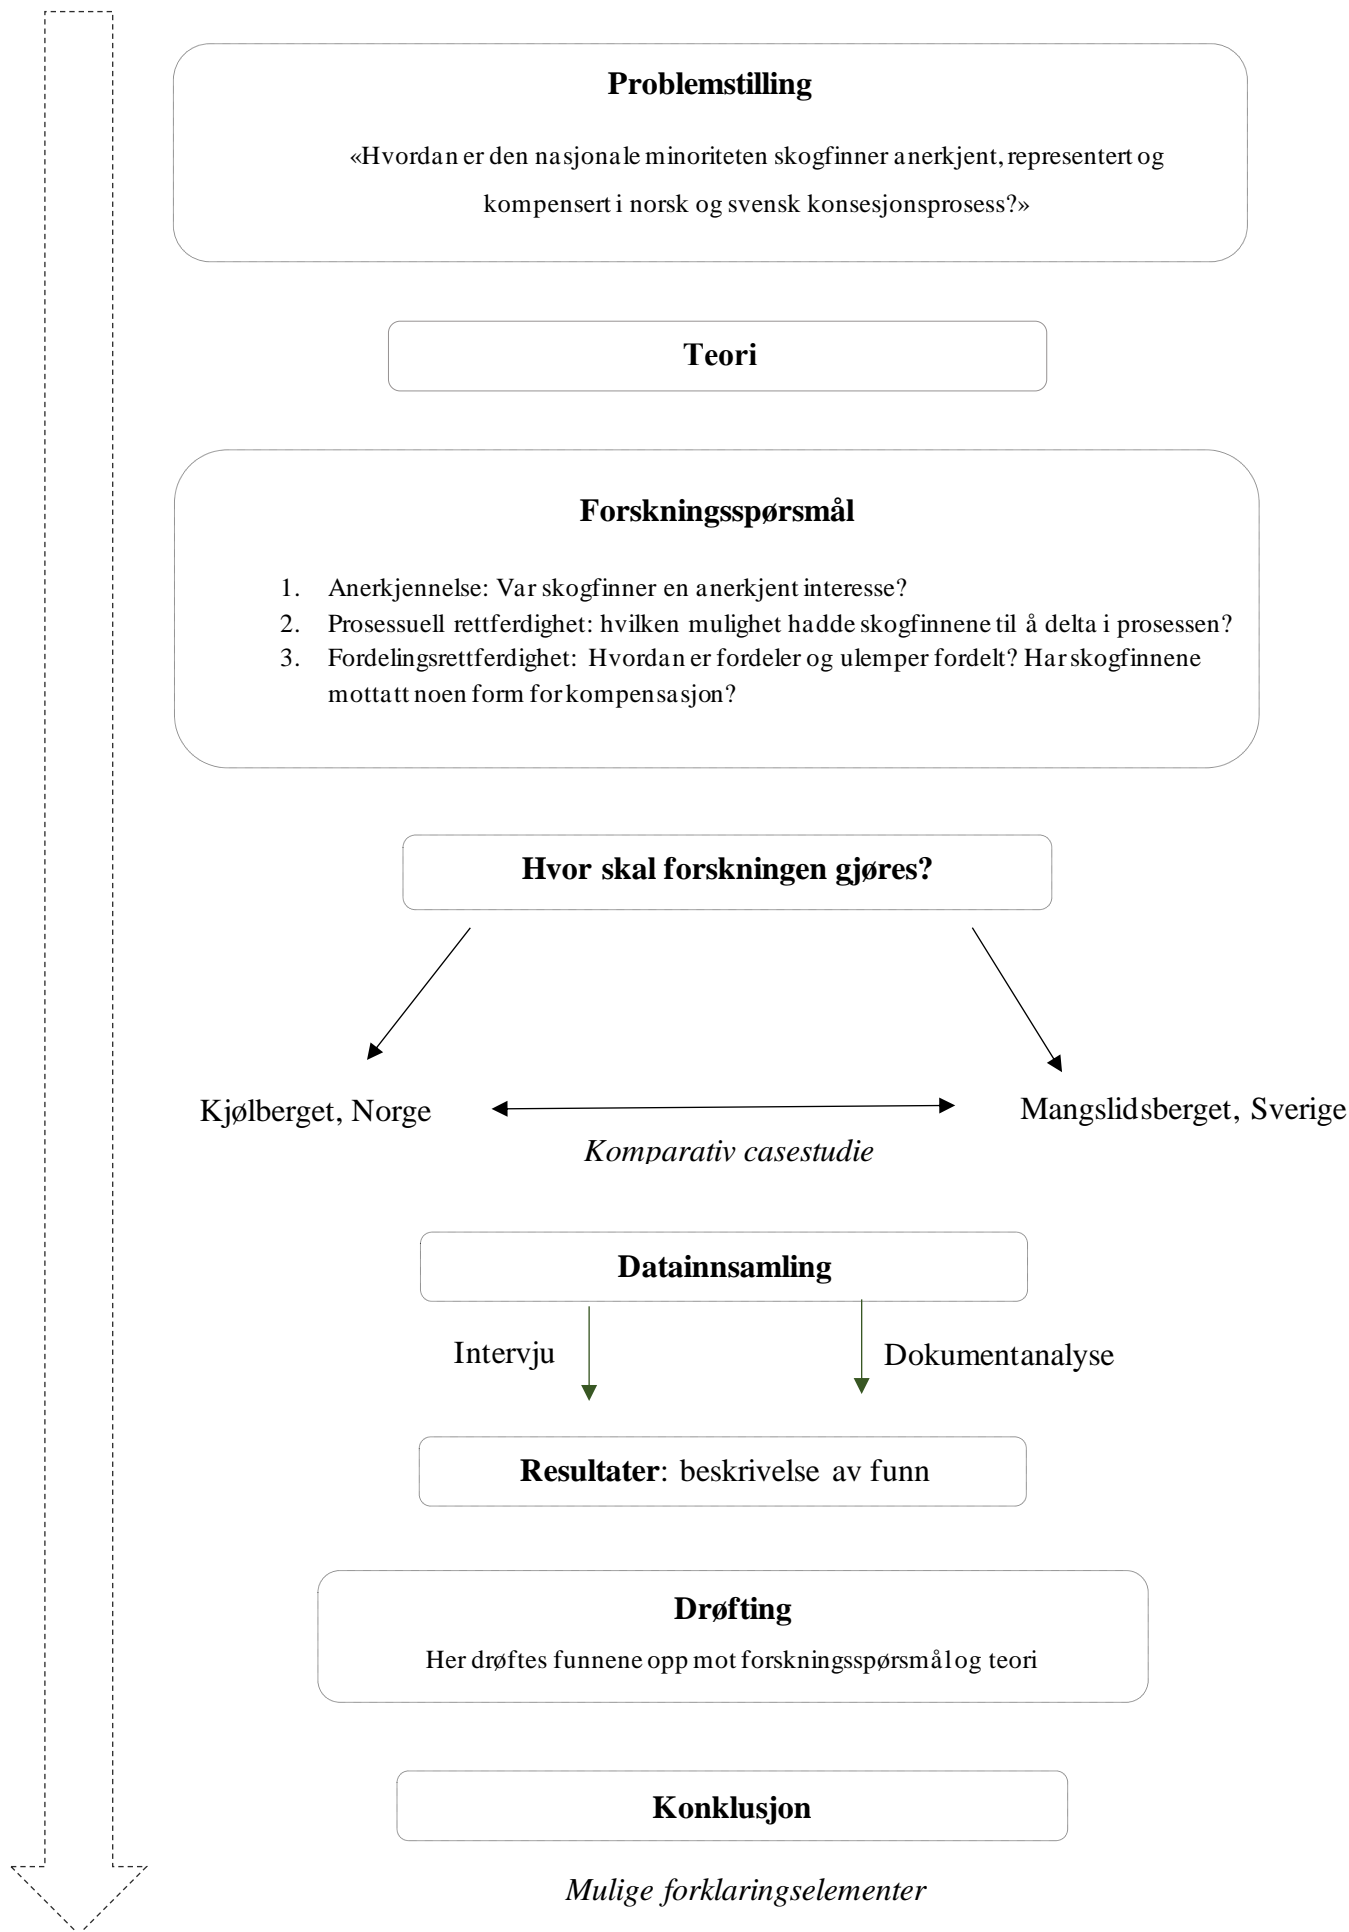 Problemstilling
«Hvordan er den nasjonale minoriteten skogfinner anerkjent, representert og
kompensert i norsk og svensk konsesjonsprosess?»
Teori
Forskningsspørsmål
1. Anerkjennelse: Var skogfinner en anerkjent interesse?
2. Prosessuell rettferdighet: hvilken mulighet hadde skogfinnene til å delta i prosessen?
3. Fordelingsrettferdighet: Hvordan er fordeler og ulemper fordelt? Har skogfinnene
mottatt noen form for kompensasjon?
Hvor skal forskningen gjøres?
Kjølberget, Norge
Mangslidsberget, Sverige
Komparativ casestudie
Datainnsamling
Intervju
Dokumentanalyse
Resultater: beskrivelse av funn
Drøfting
Her drøftes funnene opp mot forskningsspørsmål og teori
Konklusjon
Mulige forklaringselementer